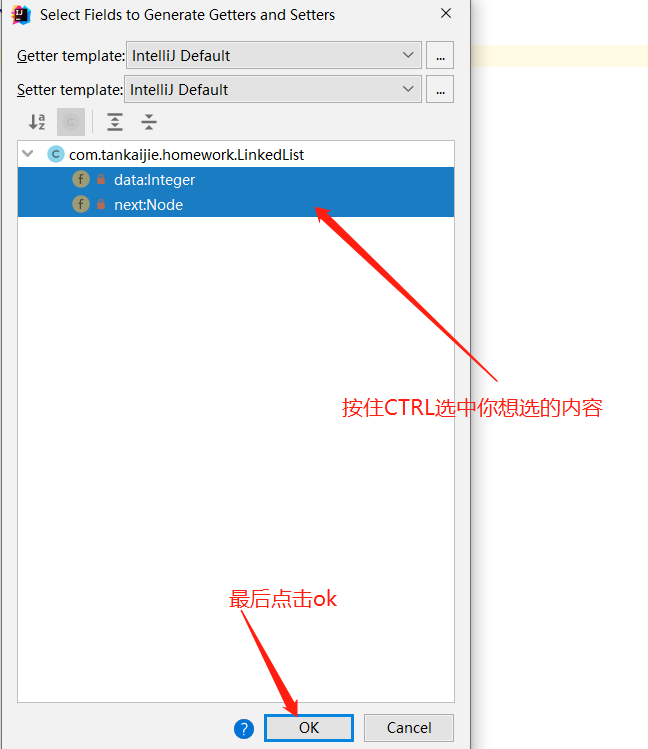 Select Fields to Generate Getters and Setters
Getter template: IntelliJ Default ...
Setter template: IntelliJ Default ...
com.tankaijie.homework.LinkedList
data:Integer
next:Node
按住CTRL选中你想选的内容
最后点击ok
? OK Cancel